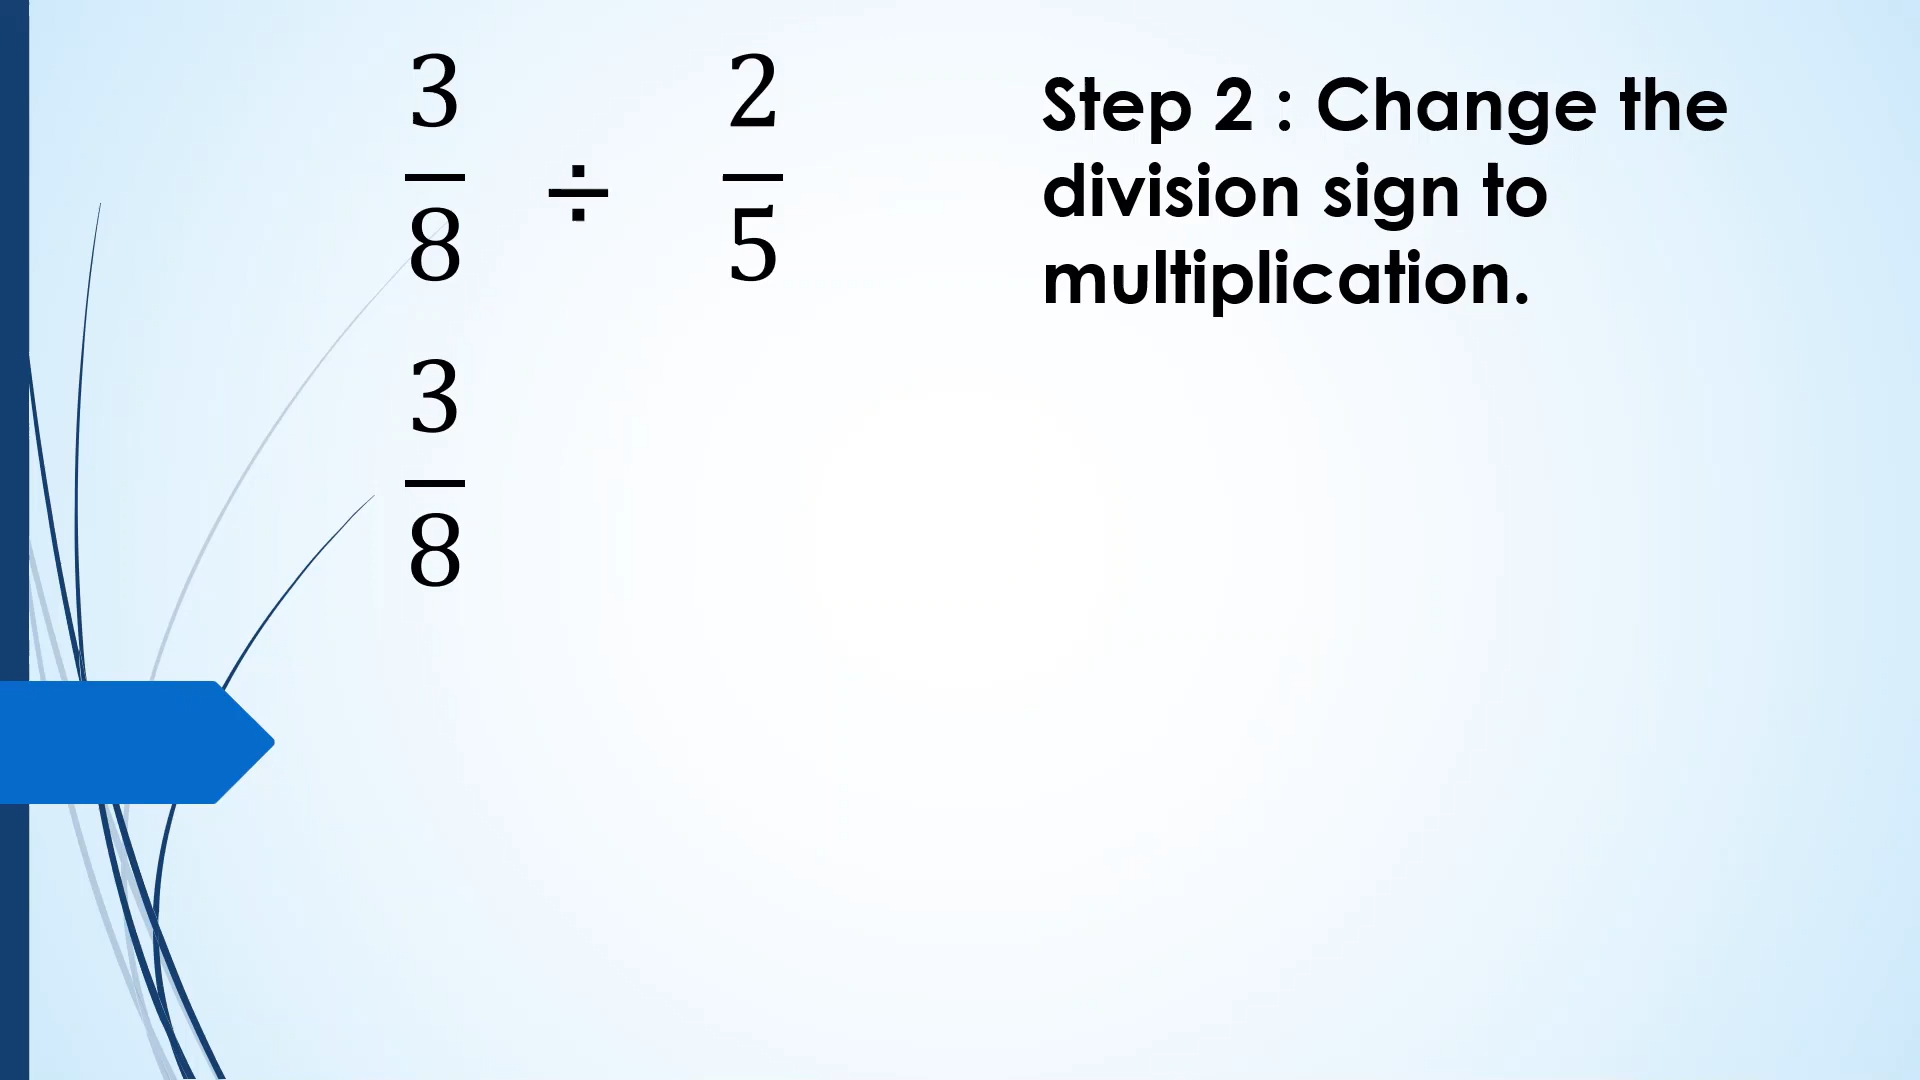 3/8 ÷ 2/5
Step 2 : Change the
division sign to
multiplication.
3/8